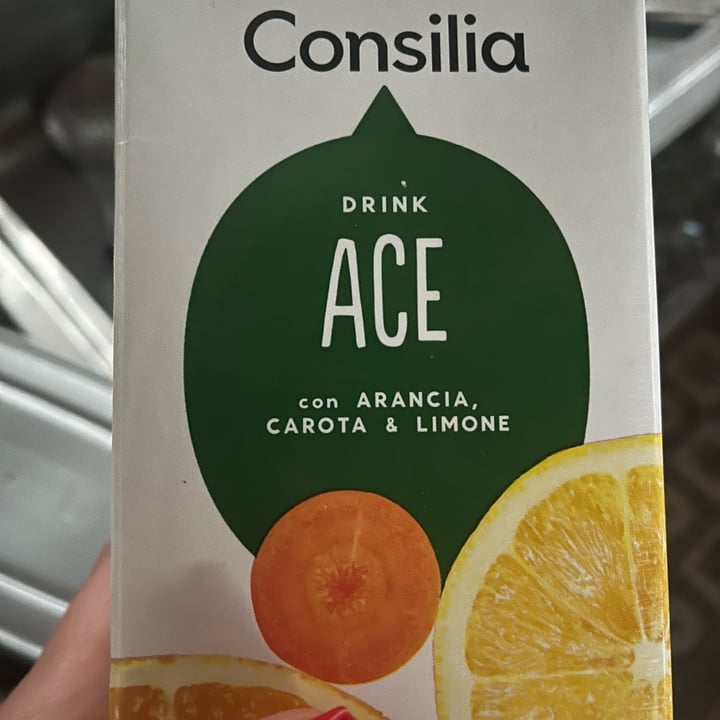 Consilia
DRINK
ACE
con ARANCIA,
CAROTA & LIMONE